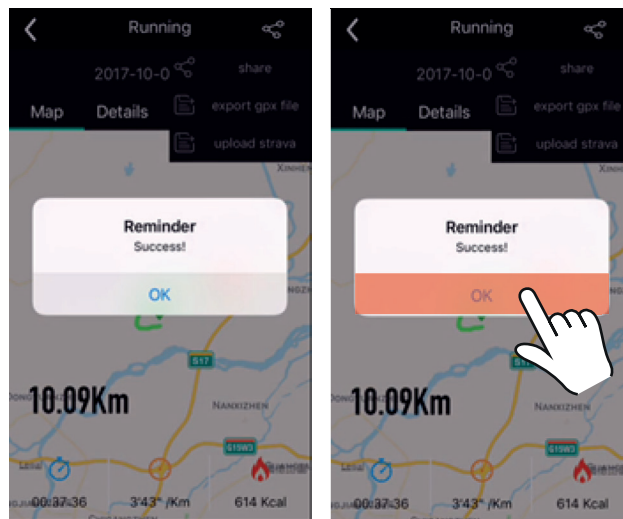 Running
2017-10-0
share
Map
Details
export gpx file
upload strava
Reminder
Success!
OK
S17
10.09Km
NANXIZHEN
G15W3
00:37:36
3'43" /Km
614 Kcal
Running
2017-10-0
share
Map
Details
export gpx file
upload strava
Reminder
Success!
OK
10.09Km
NANXIZHEN
G15W3
00:37:36
3'43" /Km
614 Kcal